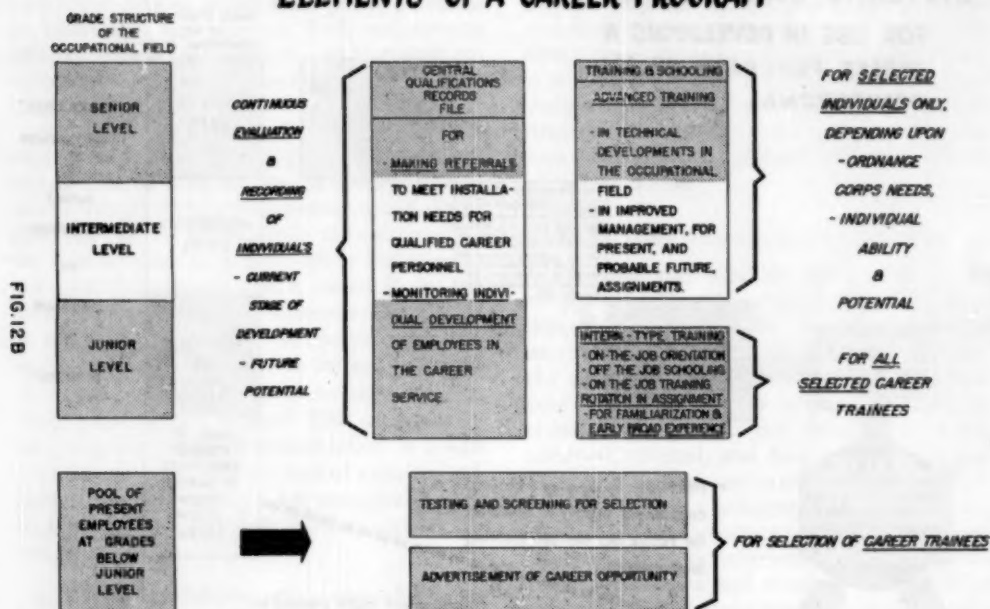 ELEMENTS OF A CAREER PROGRAM
GRADE STRUCTURE
OF THE
OCCUPATIONAL FIELD
SENIOR
LEVEL
INTERMEDIATE
LEVEL
JUNIOR
LEVEL
CONTINUOUS
EVALUATION
&
RECORDING
OF
INDIVIDUAL'S
- CURRENT
STAGE OF
DEVELOPMENT
- FUTURE
POTENTIAL
CENTRAL
QUALIFICATIONS
RECORDS
FILE
FOR
- MAKING REFERRALS
TO MEET INSTALLA-
TION NEEDS FOR
QUALIFIED CAREER
PERSONNEL
- MONITORING INDIVI-
DUAL DEVELOPMENT
OF EMPLOYEES IN
THE CAREER
SERVICE.
TRAINING & SCHOOLING
ADVANCED TRAINING
- IN TECHNICAL
DEVELOPMENTS IN
THE OCCUPATIONAL
FIELD
- IN IMPROVED
MANAGEMENT, FOR
PRESENT, AND
PROBABLE FUTURE,
ASSIGNMENTS.
FOR SELECTED
INDIVIDUALS ONLY,
DEPENDING UPON
- ORDNANCE
CORPS NEEDS,
- INDIVIDUAL
ABILITY
&
POTENTIAL
INTERN - TYPE TRAINING
- ON-THE-JOB ORIENTATION
- OFF THE JOB SCHOOLING
- ON THE JOB TRAINING
ROTATION IN ASSIGNMENT
- FOR FAMILIARIZATION &
EARLY BROAD EXPERIENCE
FOR ALL
SELECTED CAREER
TRAINEES
FIG. 12B
POOL OF
PRESENT
EMPLOYEES
AT GRADES
BELOW
JUNIOR
LEVEL
TESTING AND SCREENING FOR SELECTION
ADVERTISEMENT OF CAREER OPPORTUNITY
FOR SELECTION OF CAREER TRAINEES